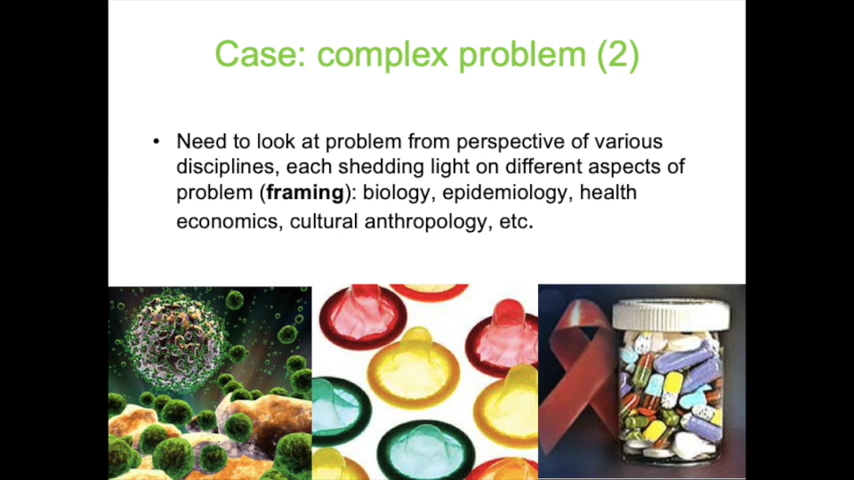 Case: complex problem (2)
• Need to look at problem from perspective of various
disciplines, each shedding light on different aspects of
problem (framing): biology, epidemiology, health
economics, cultural anthropology, etc.